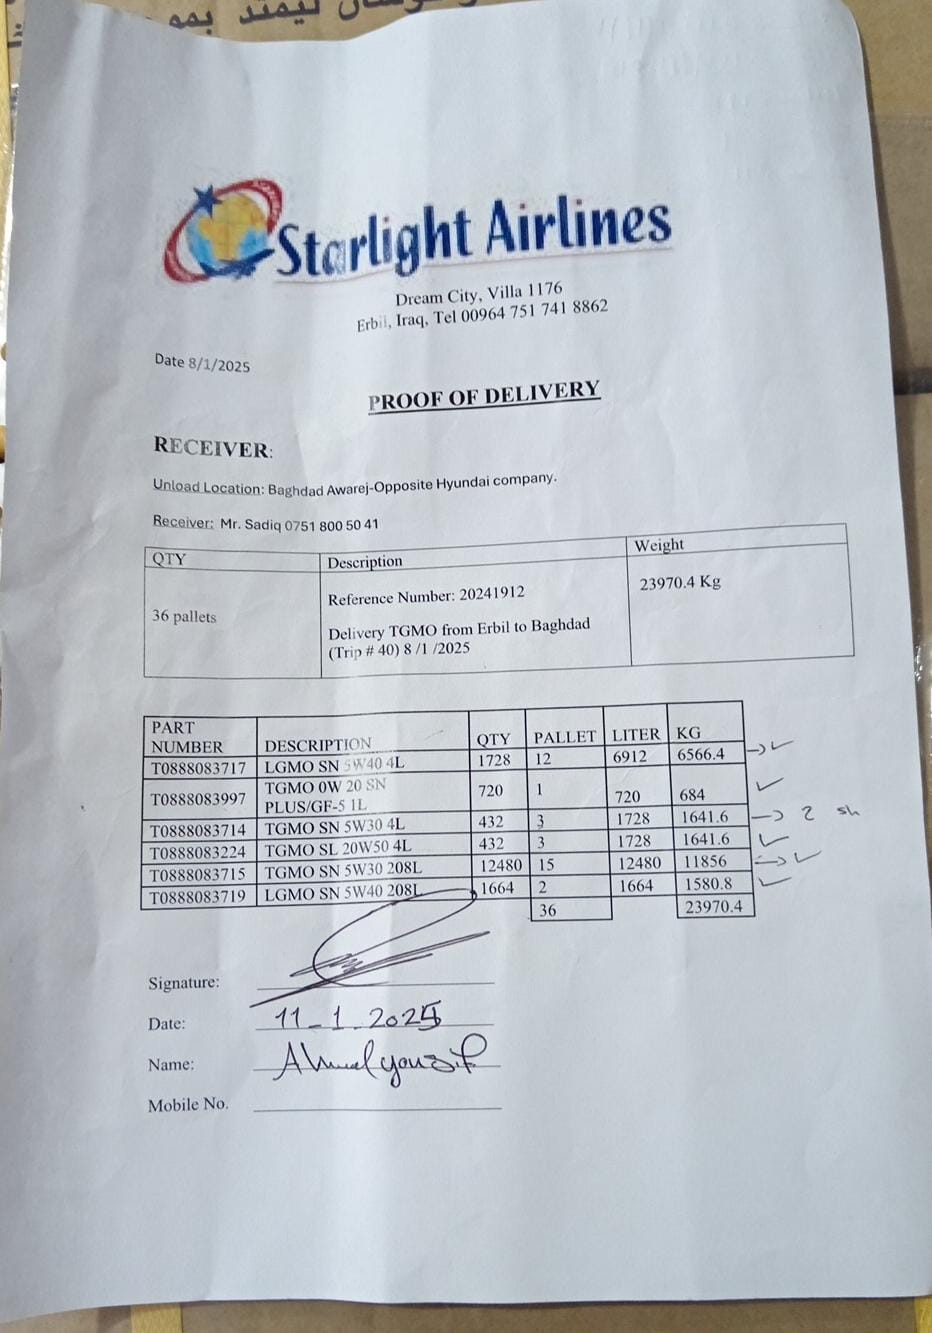 Starlight Airlines
Dream City, Villa 1176
Erbil, Iraq, Tel 00964 751 741 8862
Date 8/1/2025
PROOF OF DELIVERY
RECEIVER:
Unload Location: Baghdad Awarej-Opposite Hyundai company.
Receiver: Mr. Sadiq 0751 800 50 41
QTY Description Weight
36 pallets Reference Number: 20241912 23970.4 Kg
Delivery TGMO from Erbil to Baghdad
(Trip # 40) 8 /1 /2025
PART NUMBER DESCRIPTION QTY PALLET LITER KG
T0888083717 LGMO SN 5W40 4L 1728 12 6912 6566.4 → ✓
T0888083997 TGMO 0W 20 SN PLUS/GF-5 1L 720 1 720 684 ✓
T0888083714 TGMO SN 5W30 4L 432 3 1728 1641.6 → 2 sh
T0888083224 TGMO SL 20W50 4L 432 3 1728 1641.6 ✓
T0888083715 TGMO SN 5W30 208L 12480 15 12480 11856 → ✓
T0888083719 LGMO SN 5W40 208L 1664 2 1664 1580.8 ✓
36 23970.4
Signature:
Date: 11-1.2025
Name: Ahmed yousif
Mobile No.